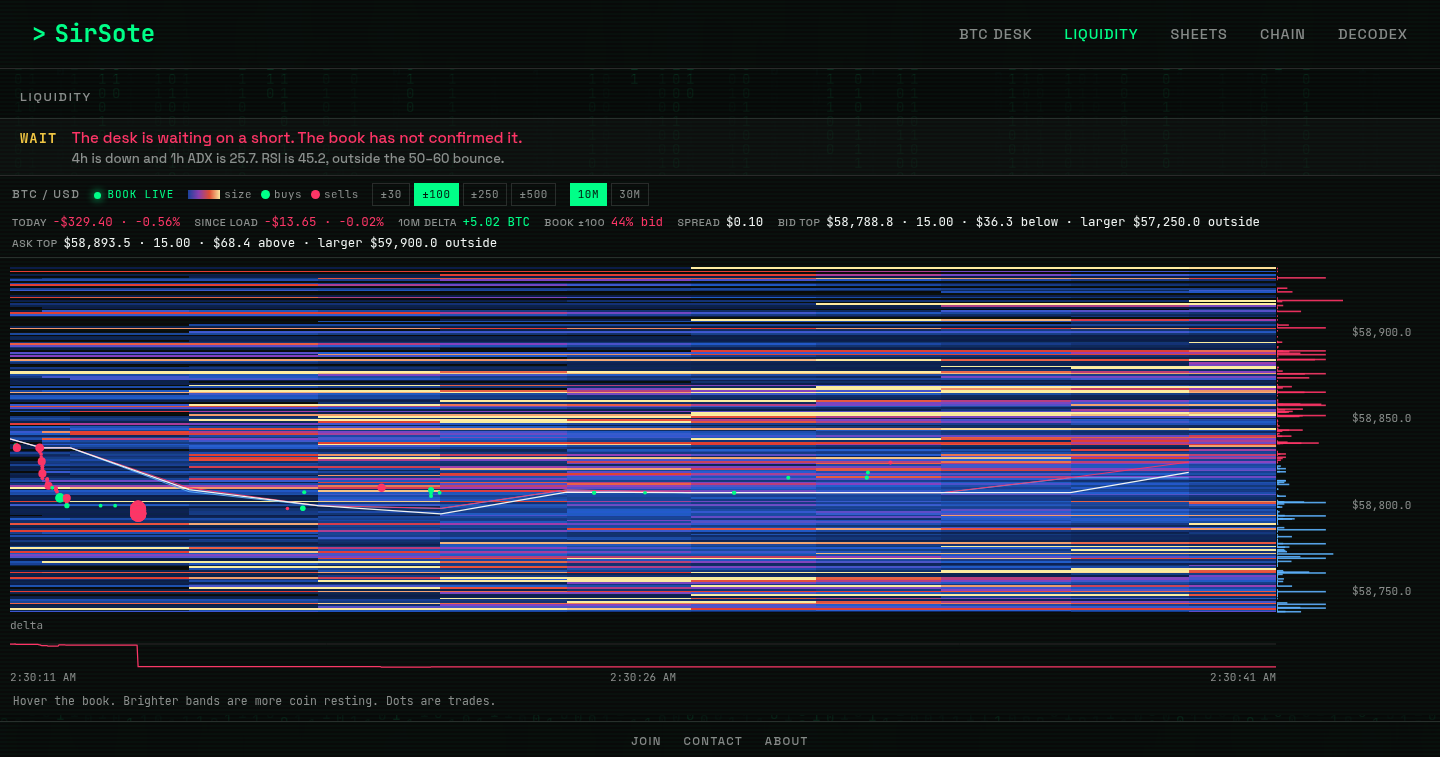 > SirSote
BTC DESK LIQUIDITY SHEETS CHAIN DECODEX
LIQUIDITY
WAIT The desk is waiting on a short. The book has not confirmed it.
4h is down and 1h ADX is 25.7. RSI is 45.2, outside the 50–60 bounce.
BTC / USD BOOK LIVE size buys sells ±30 ±100 ±250 ±500 10M 30M
TODAY -$329.40 · -0.56% SINCE LOAD -$13.65 · -0.02% 10M DELTA +5.02 BTC BOOK ±100 44% bid SPREAD $0.10 BID TOP $58,788.8 · 15.00 · $36.3 below · larger $57,250.0 outside
ASK TOP $58,893.5 · 15.00 · $68.4 above · larger $59,900.0 outside
$58,900.0
$58,850.0
$58,800.0
$58,750.0
delta
2:30:11 AM 2:30:26 AM 2:30:41 AM
Hover the book. Brighter bands are more coin resting. Dots are trades.
JOIN CONTACT ABOUT